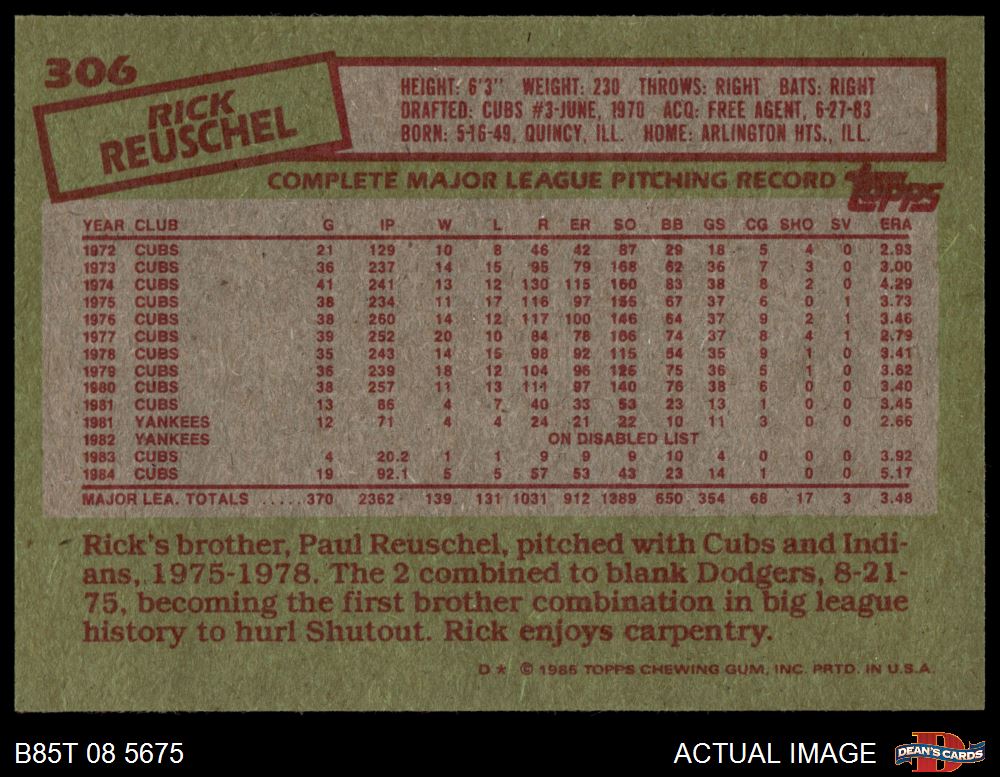 306
RICK
REUSCHEL
HEIGHT: 6'3" WEIGHT: 230 THROWS: RIGHT BATS: RIGHT
DRAFTED: CUBS #3-JUNE, 1970 ACQ: FREE AGENT, 6-27-83
BORN: 5-16-49, QUINCY, ILL. HOME: ARLINGTON HTS., ILL.
COMPLETE MAJOR LEAGUE PITCHING RECORD
TOPPS
YEAR CLUB G IP W L R ER SO BB GS CG SHO SV ERA
1972 CUBS 21 129 10 8 46 42 87 29 18 5 4 0 2.93
1973 CUBS 36 237 14 15 95 79 168 62 36 7 3 0 3.00
1974 CUBS 41 241 13 12 130 115 160 83 38 8 2 0 4.29
1975 CUBS 38 234 11 17 116 97 155 67 37 6 0 1 3.73
1976 CUBS 38 260 14 12 117 100 146 64 37 9 2 1 3.46
1977 CUBS 39 252 20 10 84 78 166 74 37 8 4 1 2.79
1978 CUBS 35 243 14 15 98 92 115 54 35 9 1 0 3.41
1979 CUBS 36 239 18 12 104 96 125 75 36 5 1 0 3.62
1980 CUBS 38 257 11 13 111 97 140 76 38 6 0 0 3.40
1981 CUBS 13 86 4 7 40 33 53 23 13 1 0 0 3.45
1981 YANKEES 12 71 4 4 24 21 22 10 11 3 0 0 2.66
1982 YANKEES ON DISABLED LIST
1983 CUBS 4 20.2 1 1 9 9 9 10 4 0 0 0 3.92
1984 CUBS 19 92.1 5 5 57 53 43 23 14 1 0 0 5.17
MAJOR LEA. TOTALS ......370 2362 139 131 1031 912 1389 650 354 68 17 3 3.48
Rick's brother, Paul Reuschel, pitched with Cubs and Indi-
ans, 1975-1978. The 2 combined to blank Dodgers, 8-21-
75, becoming the first brother combination in big league
history to hurl Shutout. Rick enjoys carpentry.
D * © 1985 TOPPS CHEWING GUM, INC. PRTD. IN U.S.A.
B85T 08 5675
ACTUAL IMAGE
D
DEAN'S CARDS